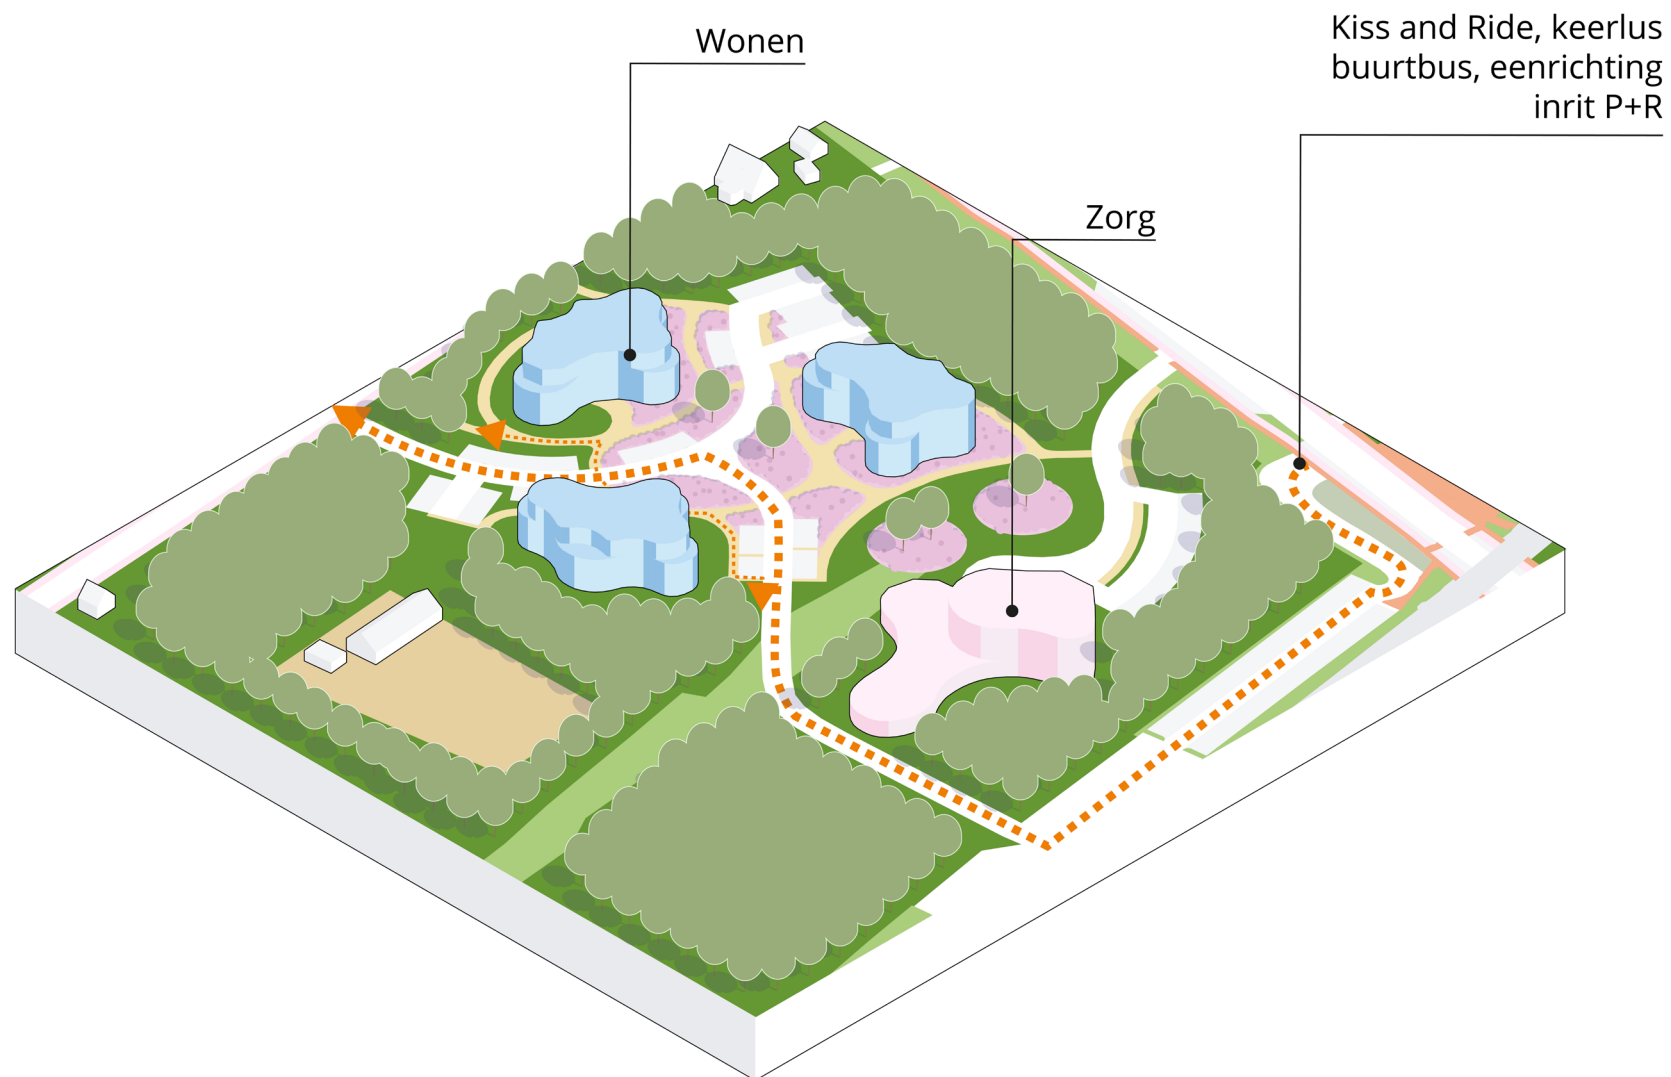 Wonen
Kiss and Ride, keerlus
buurtbus, eenrichting
inrit P+R
Zorg